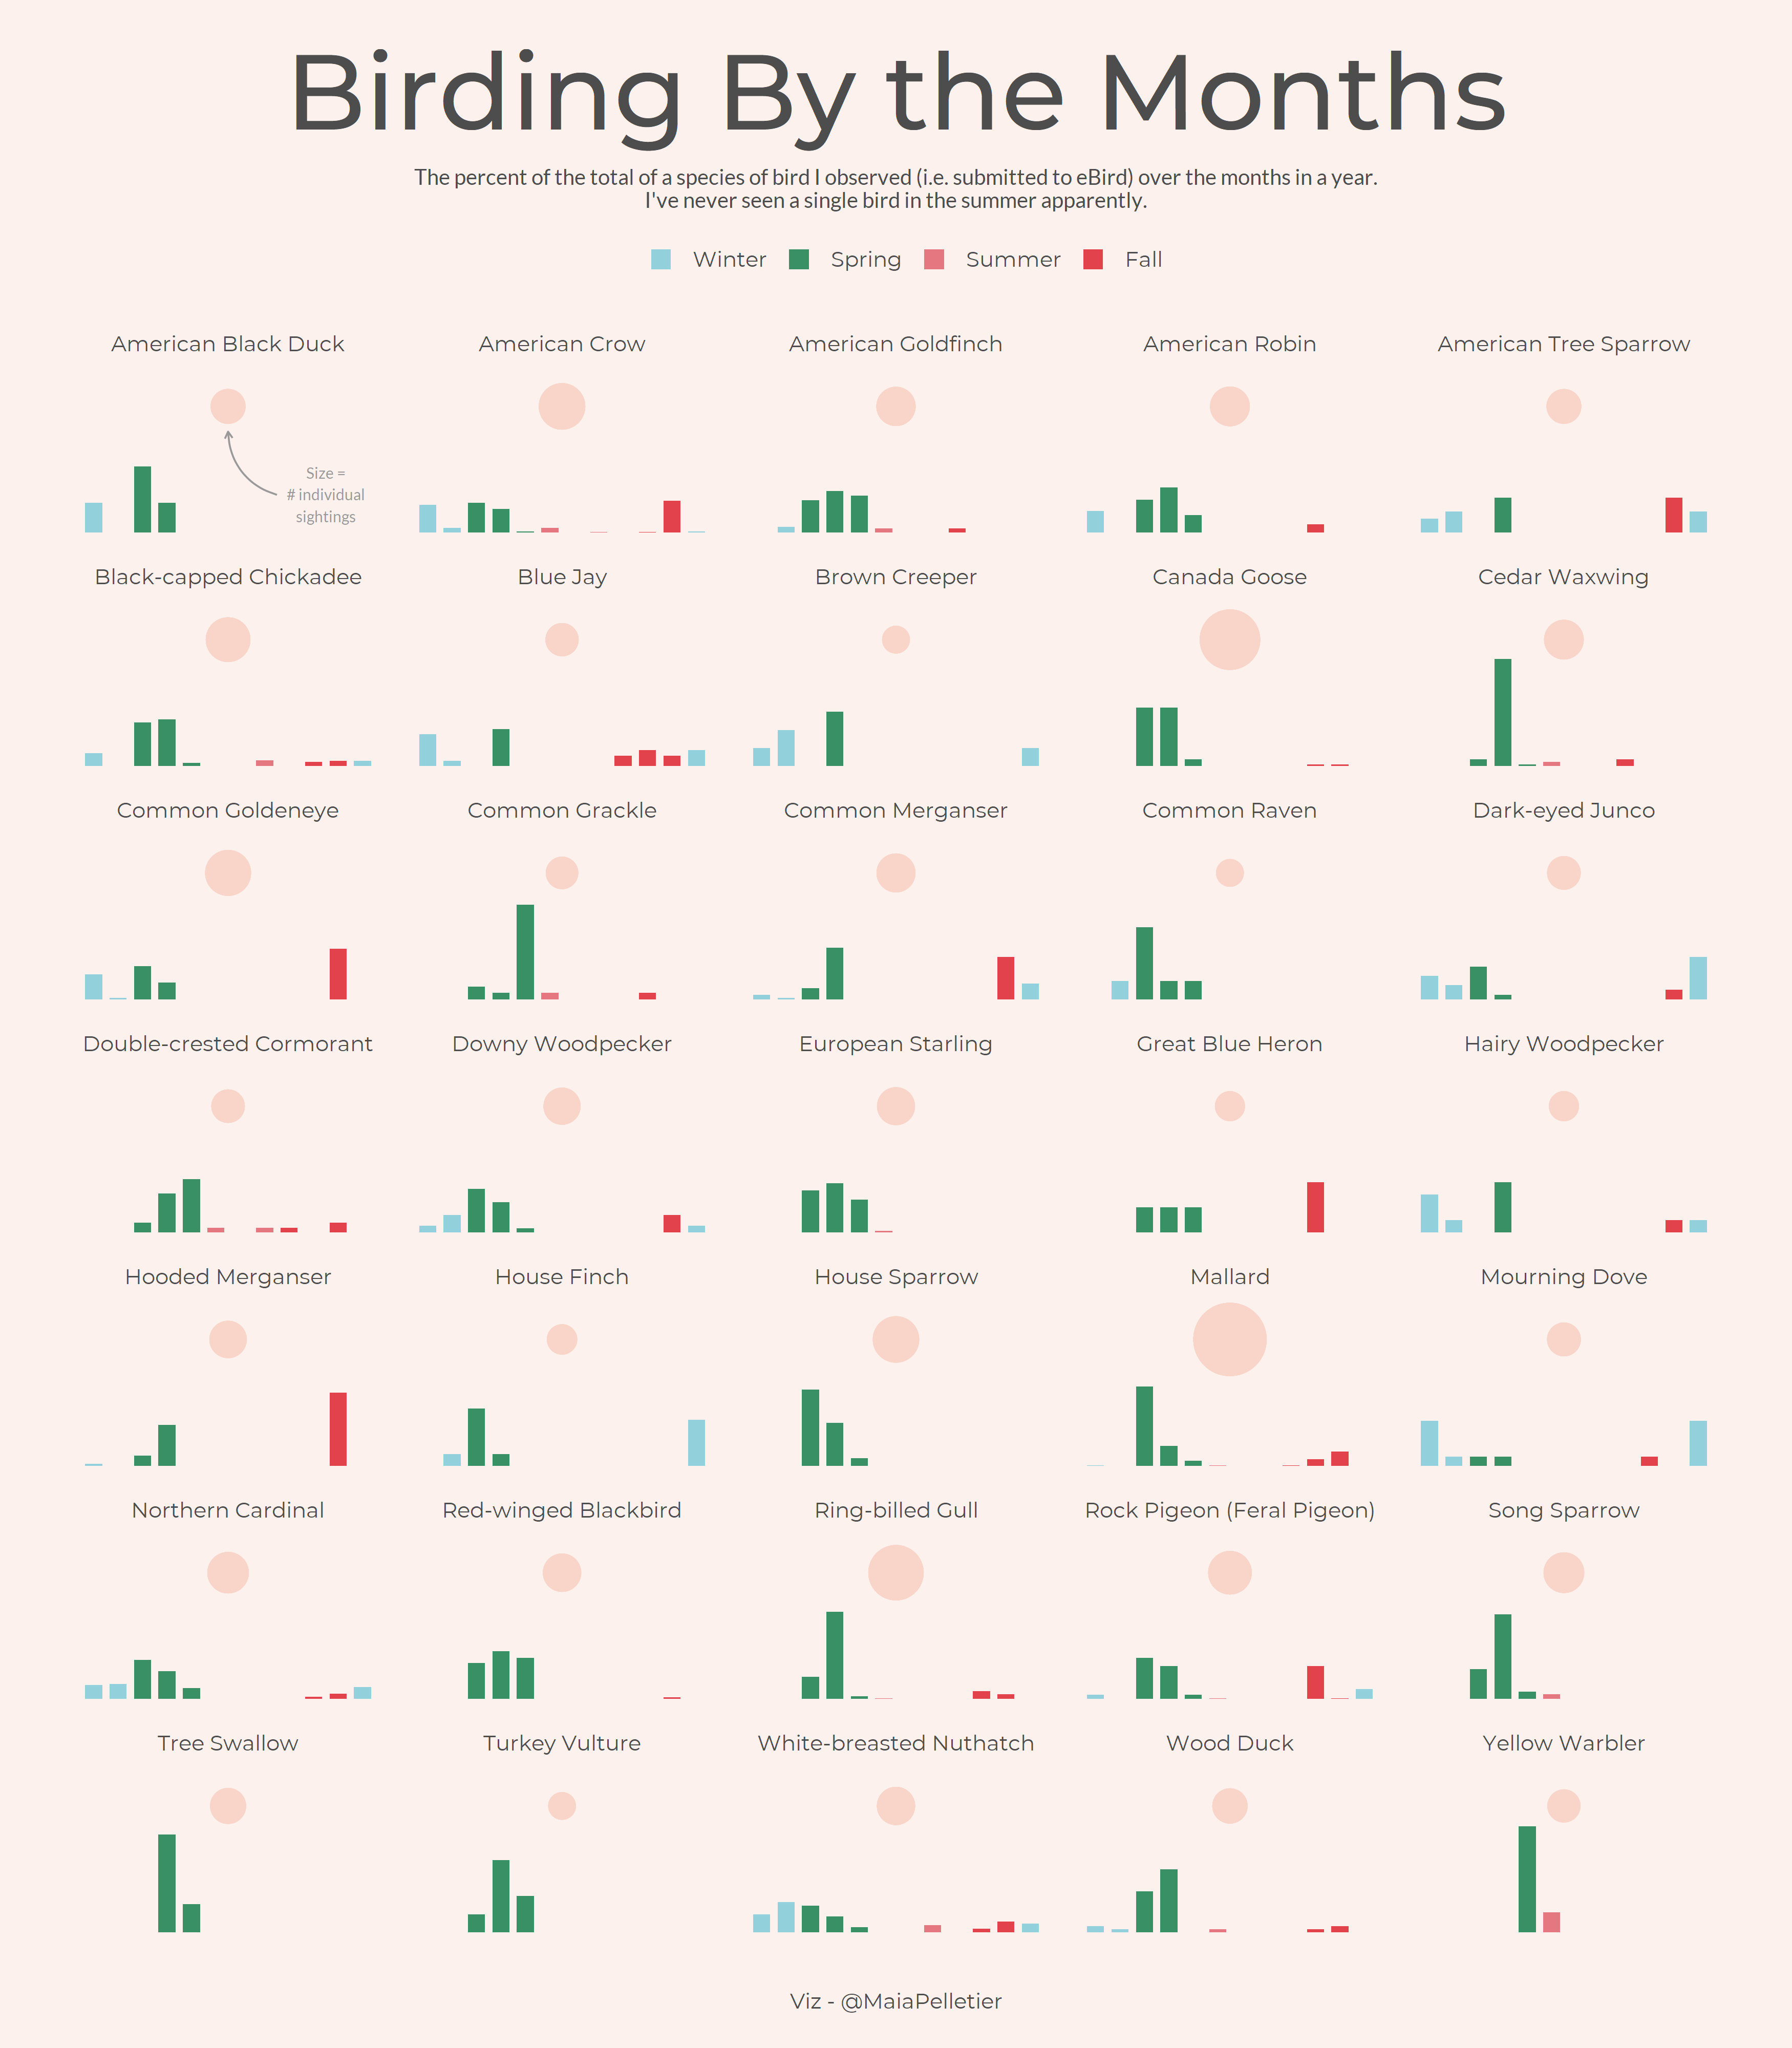 Birding By the Months
The percent of the total of a species of bird I observed (i.e. submitted to eBird) over the months in a year.
I've never seen a single bird in the summer apparently.
Winter Spring Summer Fall
American Black Duck American Crow American Goldfinch American Robin American Tree Sparrow
Size =
# individual
sightings
Black-capped Chickadee Blue Jay Brown Creeper Canada Goose Cedar Waxwing
Common Goldeneye Common Grackle Common Merganser Common Raven Dark-eyed Junco
Double-crested Cormorant Downy Woodpecker European Starling Great Blue Heron Hairy Woodpecker
Hooded Merganser House Finch House Sparrow Mallard Mourning Dove
Northern Cardinal Red-winged Blackbird Ring-billed Gull Rock Pigeon (Feral Pigeon) Song Sparrow
Tree Swallow Turkey Vulture White-breasted Nuthatch Wood Duck Yellow Warbler
Viz - @MaiaPelletier